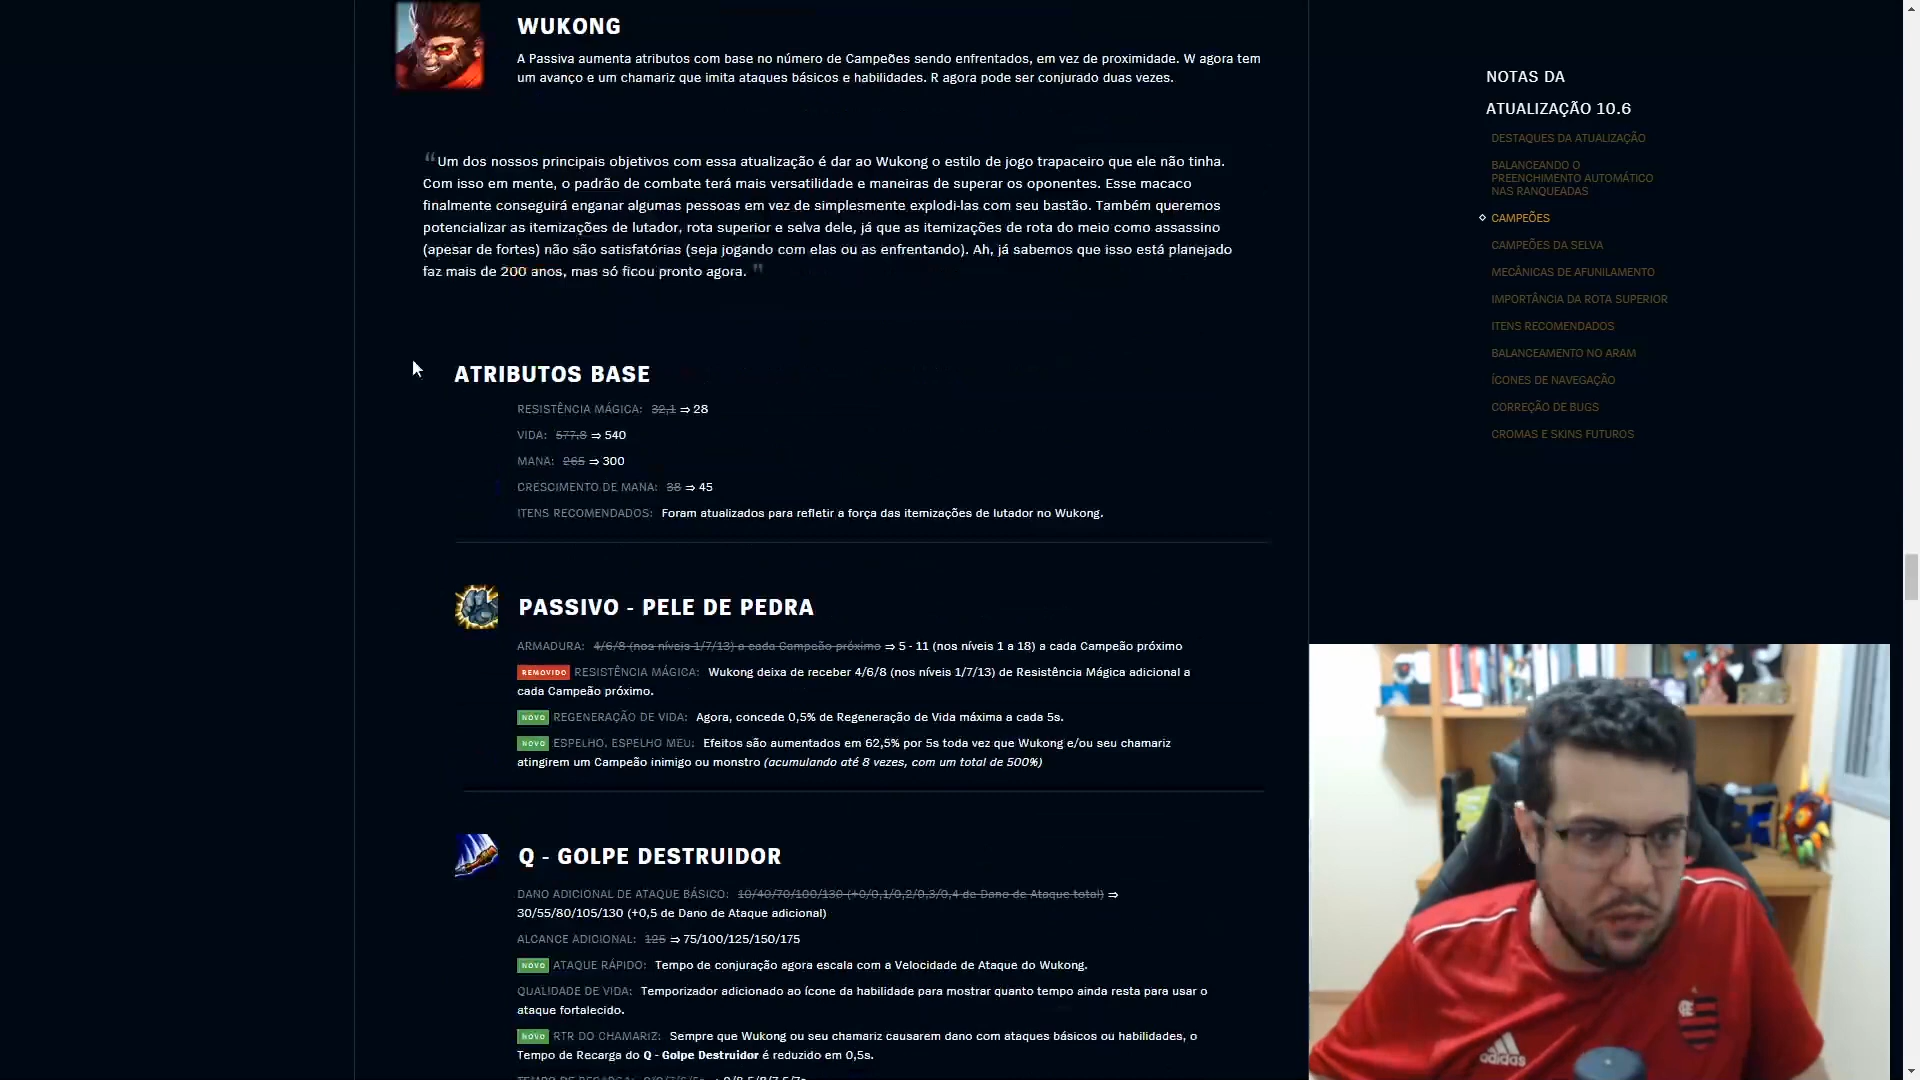 WUKONG
A Passiva aumenta atributos com base no número de Campeões sendo enfrentados, em vez de proximidade. W agora tem
um avanço e um chamariz que imita ataques básicos e habilidades. R agora pode ser conjurado duas vezes.
"Um dos nossos principais objetivos com essa atualização é dar ao Wukong o estilo de jogo trapaceiro que ele não tinha.
Com isso em mente, o padrão de combate terá mais versatilidade e maneiras de superar os oponentes. Esse macaco
finalmente conseguirá enganar algumas pessoas em vez de simplesmente explodi-las com seu bastão. Também queremos
potencializar as itemizações de lutador, rota superior e selva dele, já que as itemizações de rota do meio como assassino
(apesar de fortes) não são satisfatórias (seja jogando com elas ou as enfrentando). Ah, já sabemos que isso está planejado
faz mais de 200 anos, mas só ficou pronto agora. "
ATRIBUTOS BASE
RESISTÊNCIA MÁGICA: 32,1 ⇒ 28
VIDA: 577,8 ⇒ 540
MANA: 265 ⇒ 300
CRESCIMENTO DE MANA: 38 ⇒ 45
ITENS RECOMENDADOS: Foram atualizados para refletir a força das itemizações de lutador no Wukong.
PASSIVO - PELE DE PEDRA
ARMADURA: 4/6/8 (nos níveis 1/7/13) a cada Campeão próximo ⇒ 5 - 11 (nos níveis 1 a 18) a cada Campeão próximo
REMOVIDO RESISTÊNCIA MÁGICA: Wukong deixa de receber 4/6/8 (nos níveis 1/7/13) de Resistência Mágica adicional a
cada Campeão próximo.
NOVO REGENERAÇÃO DE VIDA: Agora, concede 0,5% de Regeneração de Vida máxima a cada 5s.
NOVO ESPELHO, ESPELHO MEU: Efeitos são aumentados em 62,5% por 5s toda vez que Wukong e/ou seu chamariz
atingirem um Campeão inimigo ou monstro (acumulando até 8 vezes, com um total de 500%)
Q - GOLPE DESTRUIDOR
DANO ADICIONAL DE ATAQUE BÁSICO: 10/40/70/100/130 (+0/0,1/0,2/0,3/0,4 de Dano de Ataque total) ⇒
30/55/80/105/130 (+0,5 de Dano de Ataque adicional)
ALCANCE ADICIONAL: 125 ⇒ 75/100/125/150/175
NOVO ATAQUE RÁPIDO: Tempo de conjuração agora escala com a Velocidade de Ataque do Wukong.
QUALIDADE DE VIDA: Temporizador adicionado ao ícone da habilidade para mostrar quanto tempo ainda resta para usar o
ataque fortalecido.
NOVO RTR DO CHAMARIZ: Sempre que Wukong ou seu chamariz causarem dano com ataques básicos ou habilidades, o
Tempo de Recarga do Q - Golpe Destruidor é reduzido em 0,5s.
NOTAS DA
ATUALIZAÇÃO 10.6
DESTAQUES DA ATUALIZAÇÃO
BALANCEANDO O
PREENCHIMENTO AUTOMÁTICO
NAS RANQUEADAS
CAMPEÕES
CAMPEÕES DA SELVA
MECÂNICAS DE AFUNILAMENTO
IMPORTÂNCIA DA ROTA SUPERIOR
ITENS RECOMENDADOS
BALANCEAMENTO NO ARAM
ÍCONES DE NAVEGAÇÃO
CORREÇÃO DE BUGS
CROMAS E SKINS FUTUROS
adidas